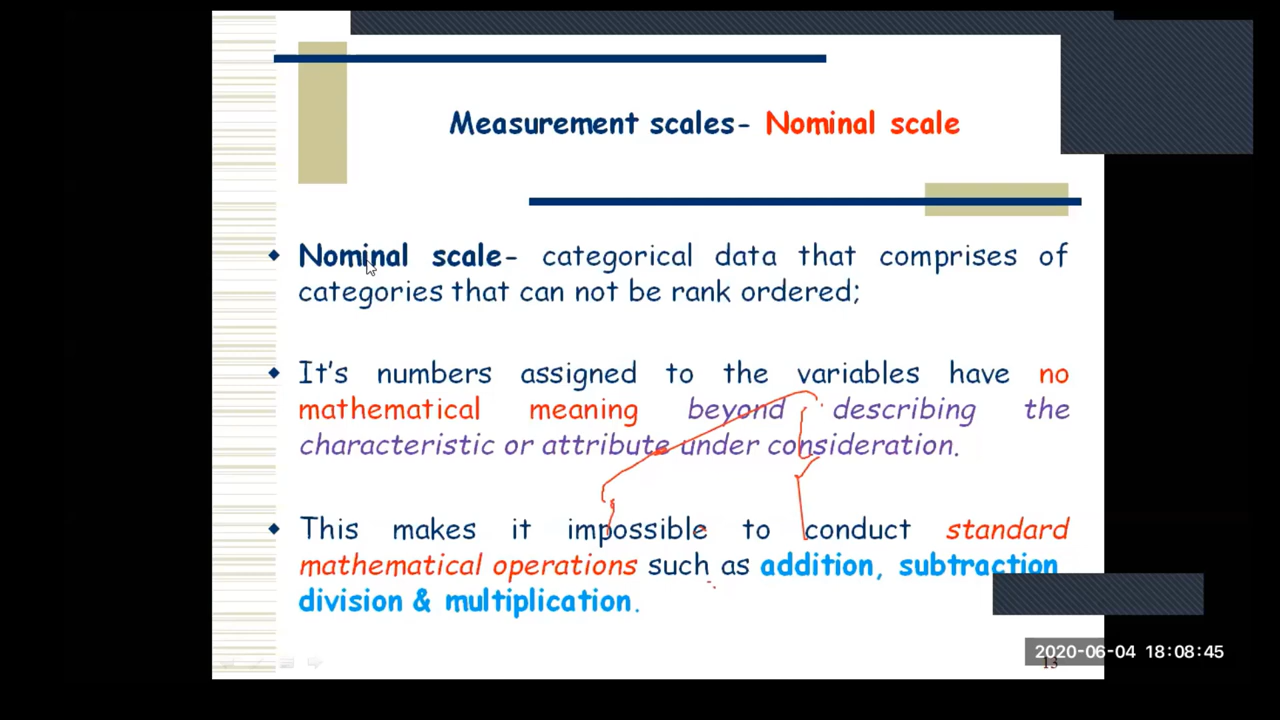 Measurement scales- Nominal scale
Nominal scale- categorical data that comprises of
categories that can not be rank ordered;
It's numbers assigned to the variables have no
mathematical meaning beyond describing the
characteristic or attribute under consideration.
This makes it impossible to conduct standard
mathematical operations such as addition, subtraction
division & multiplication.
2020-06-04 18:08:45
13